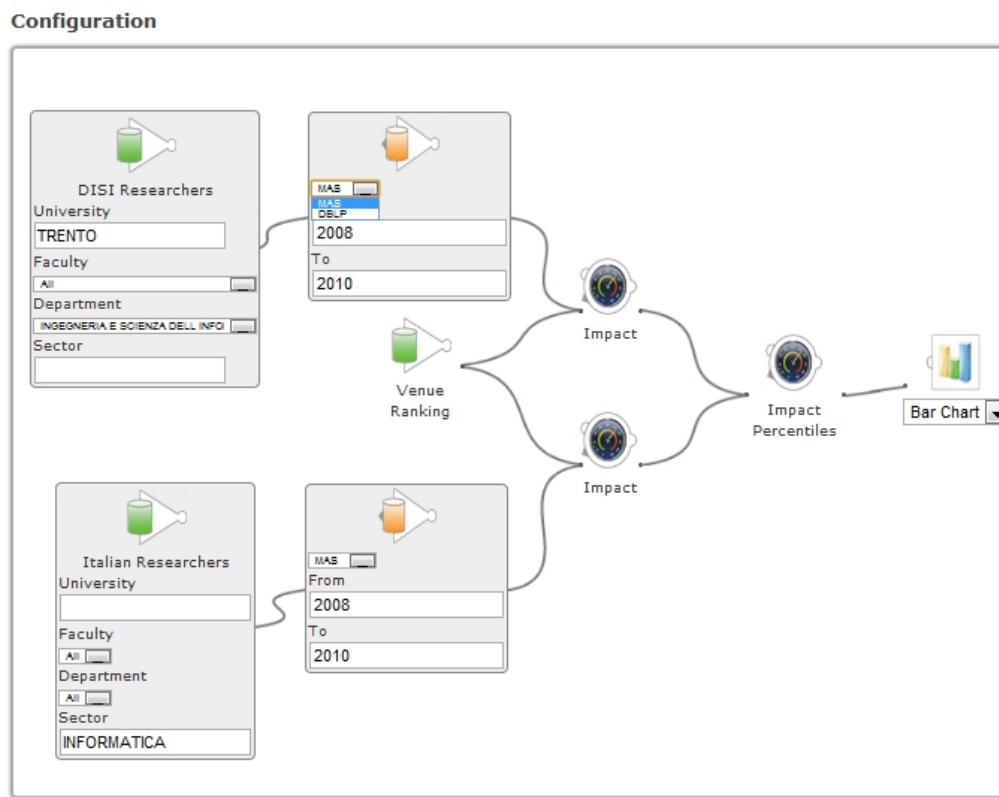 Configuration
DISI Researchers
University
TRENTO
Faculty
All
Department
INGEGNERIA E SCIENZA DELL INFO
Sector
MAS
MAS
DBLP
2008
To
2010
Venue
Ranking
Impact
Impact
Impact
Percentiles
Bar Chart
Italian Researchers
University
Faculty
All
Department
All
Sector
INFORMATICA
MAS
From
2008
To
2010